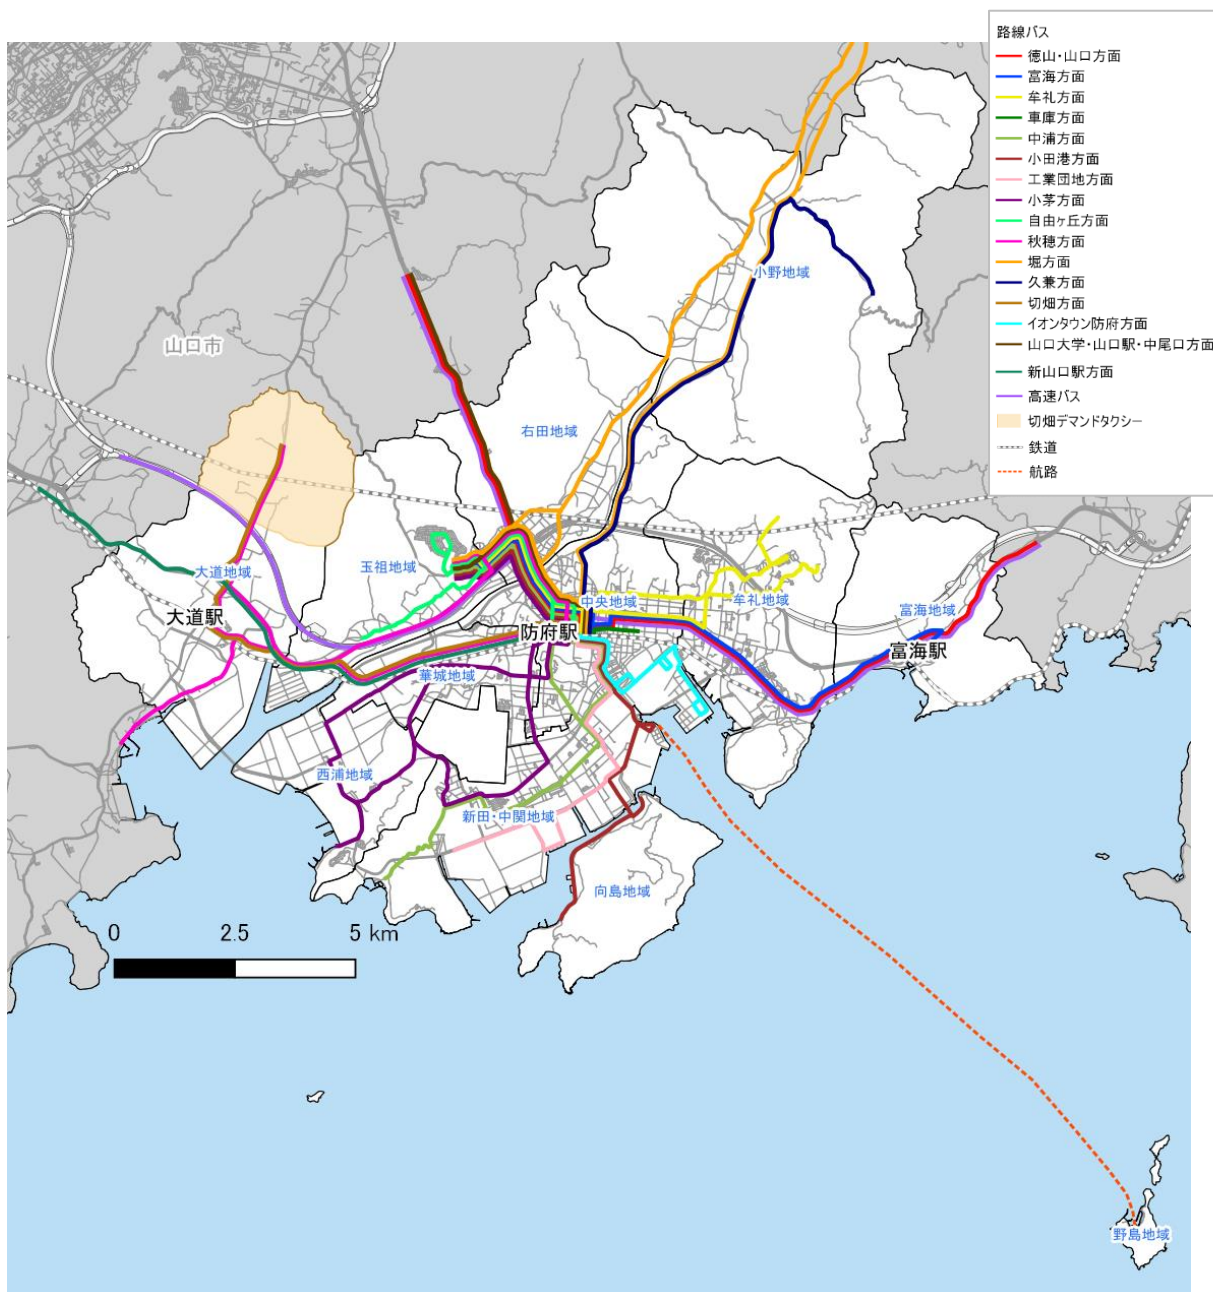 路線バス
徳山・山口方面
富海方面
牟礼方面
車庫方面
中浦方面
小田港方面
工業団地方面
小茅方面
自由ヶ丘方面
秋穂方面
堀方面
久兼方面
切畑方面
イオンタウン防府方面
山口大学・山口駅・中尾口方面
新山口駅方面
高速バス
切畑デマンドタクシー
鉄道
航路
小野地域
山口市
右田地域
大道地域
玉祖地域
大道駅
中央地域
牟礼地域
富海地域
防府駅
富海駅
華城地域
西浦地域
新田・中関地域
向島地域
0 2.5 5 km
野島地域